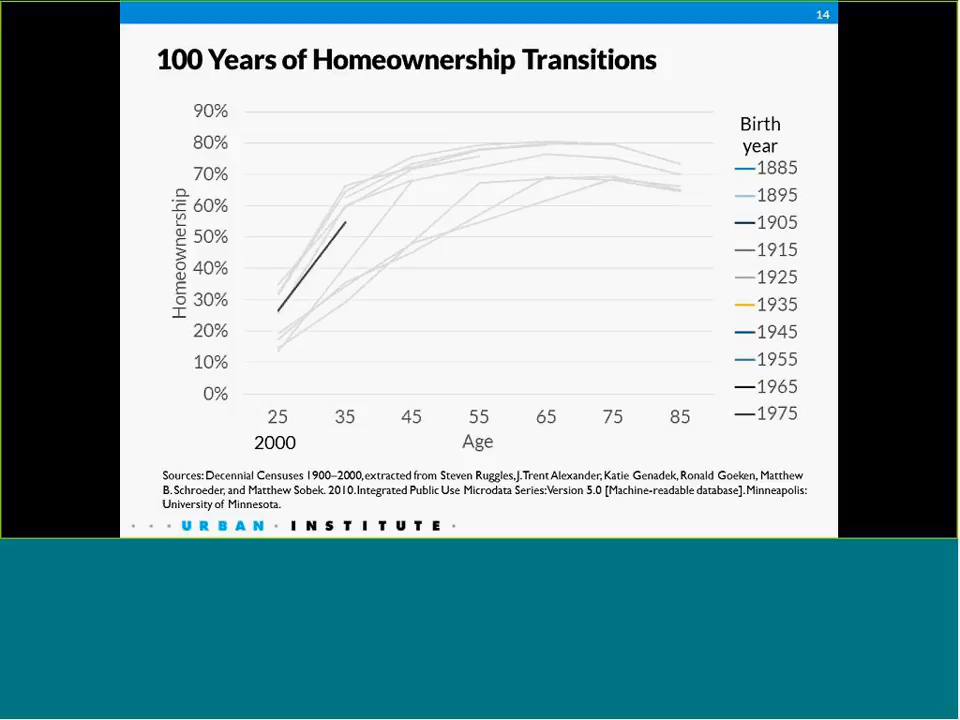 14
100 Years of Homeownership Transitions
90%
80%
70%
60%
50%
40%
30%
20%
10%
0%
Homeownership
25 35 45 55 65 75 85
2000
Age
Birth
year
1885
1895
1905
1915
1925
1935
1945
1955
1965
1975
Sources: Decennial Censuses 1900–2000, extracted from Steven Ruggles, J. Trent Alexander, Katie Genadek, Ronald Goeken, Matthew
B. Schroeder, and Matthew Sobek. 2010. Integrated Public Use Microdata Series: Version 5.0 [Machine-readable database]. Minneapolis:
University of Minnesota.
URBAN INSTITUTE